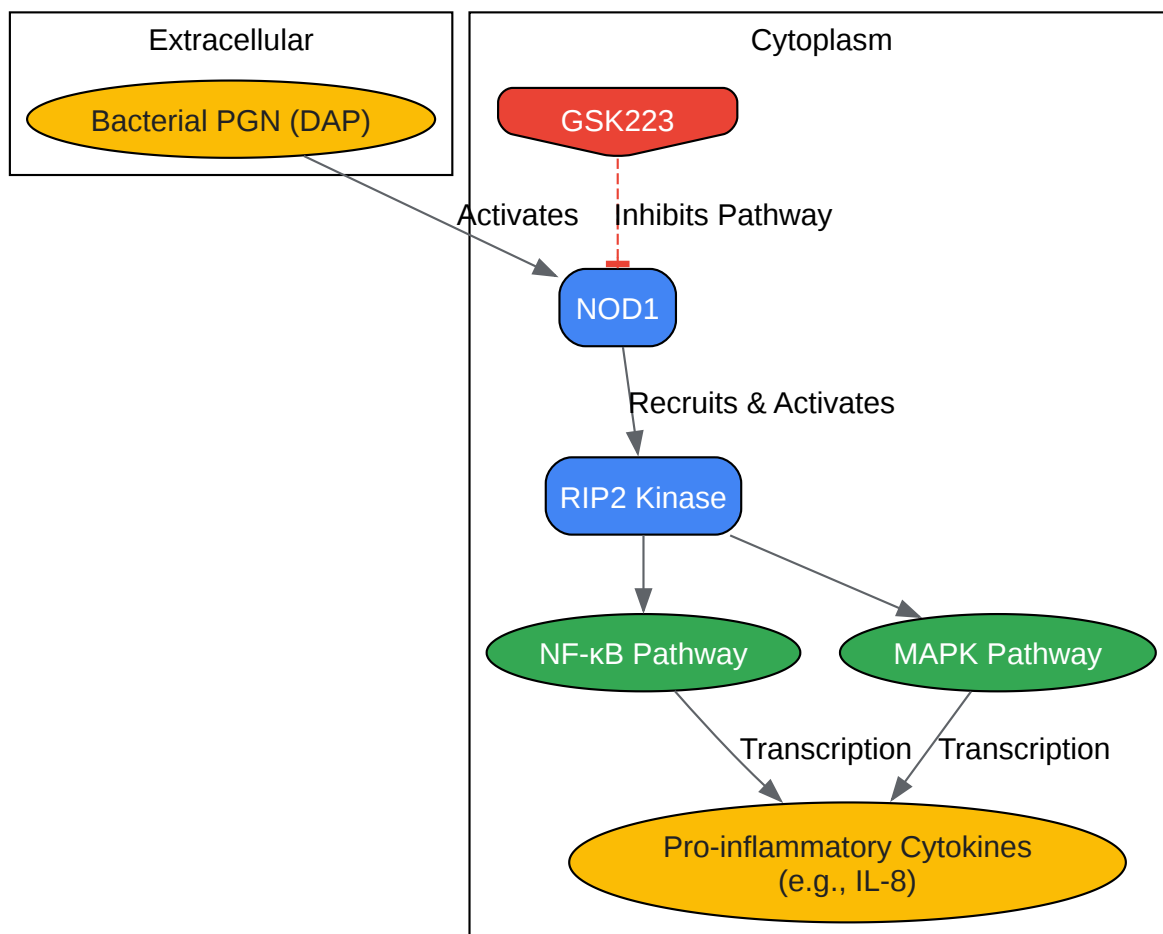 Extracellular
Cytoplasm
Bacterial PGN (DAP)
GSK223
Activates
Inhibits Pathway
NOD1
Recruits & Activates
RIP2 Kinase
NF-κB Pathway
MAPK Pathway
Transcription
Transcription
Pro-inflammatory Cytokines
(e.g., IL-8)